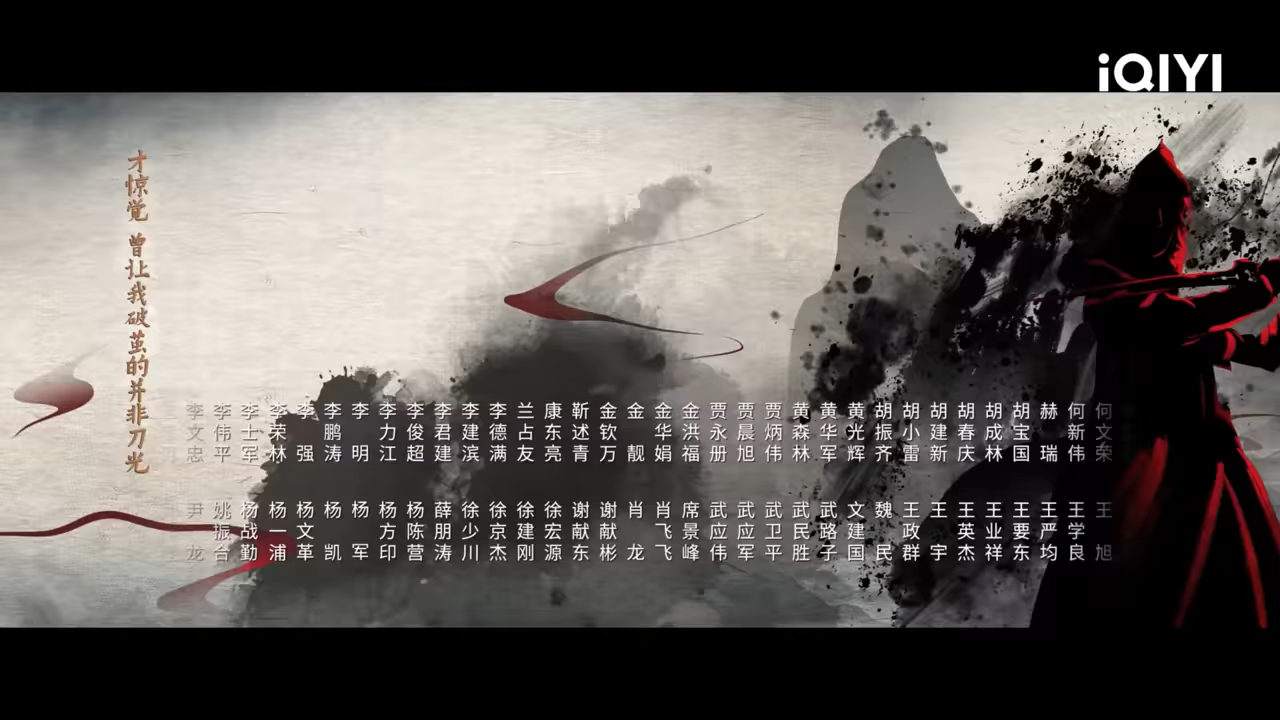 iQIYI
何文荣
何新伟
赫瑞
胡宝国
胡成林
胡春庆
胡建新
胡小雷
胡振齐
黄光辉
黄华军
黄森林
贾炳伟
贾晨旭
贾永册
金洪福
金华娟
金靓
金钦万
靳述青
康东亮
兰占友
李德满
李建滨
李君建
李俊超
李力江
李明
李鹏涛
李强
李荣林
李士军
李伟平
李文忠
王旭
王学良
王严均
王要东
王业祥
王英杰
王宇
王政群
魏民
文建国
武路子
武民胜
武卫平
武应军
武应伟
席景峰
肖飞飞
肖龙
谢献彬
谢献东
徐宏源
徐建刚
徐京杰
徐少川
薛朋涛
杨陈营
杨方印
杨军
杨凯
杨文革
杨一浦
杨战勤
姚振合
尹龙
才惊觉 曾让我破茧的并非刀光